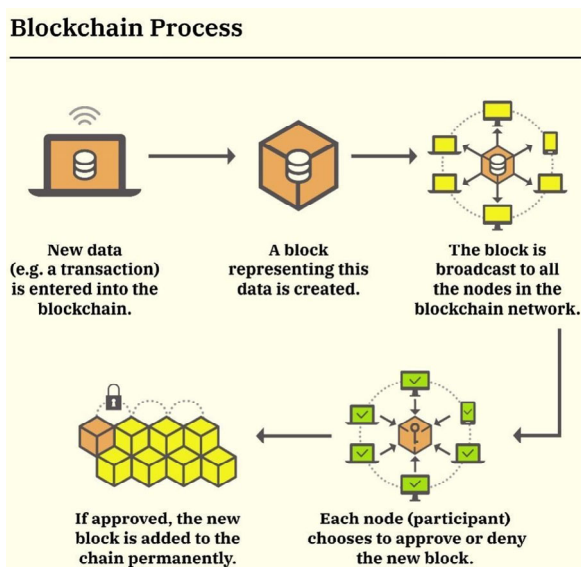 Blockchain Process
New data
(e.g. a transaction)
is entered into the
blockchain.
A block
representing this
data is created.
The block is
broadcast to all
the nodes in the
blockchain network.
If approved, the new
block is added to the
chain permanently.
Each node (participant)
chooses to approve or deny
the new block.